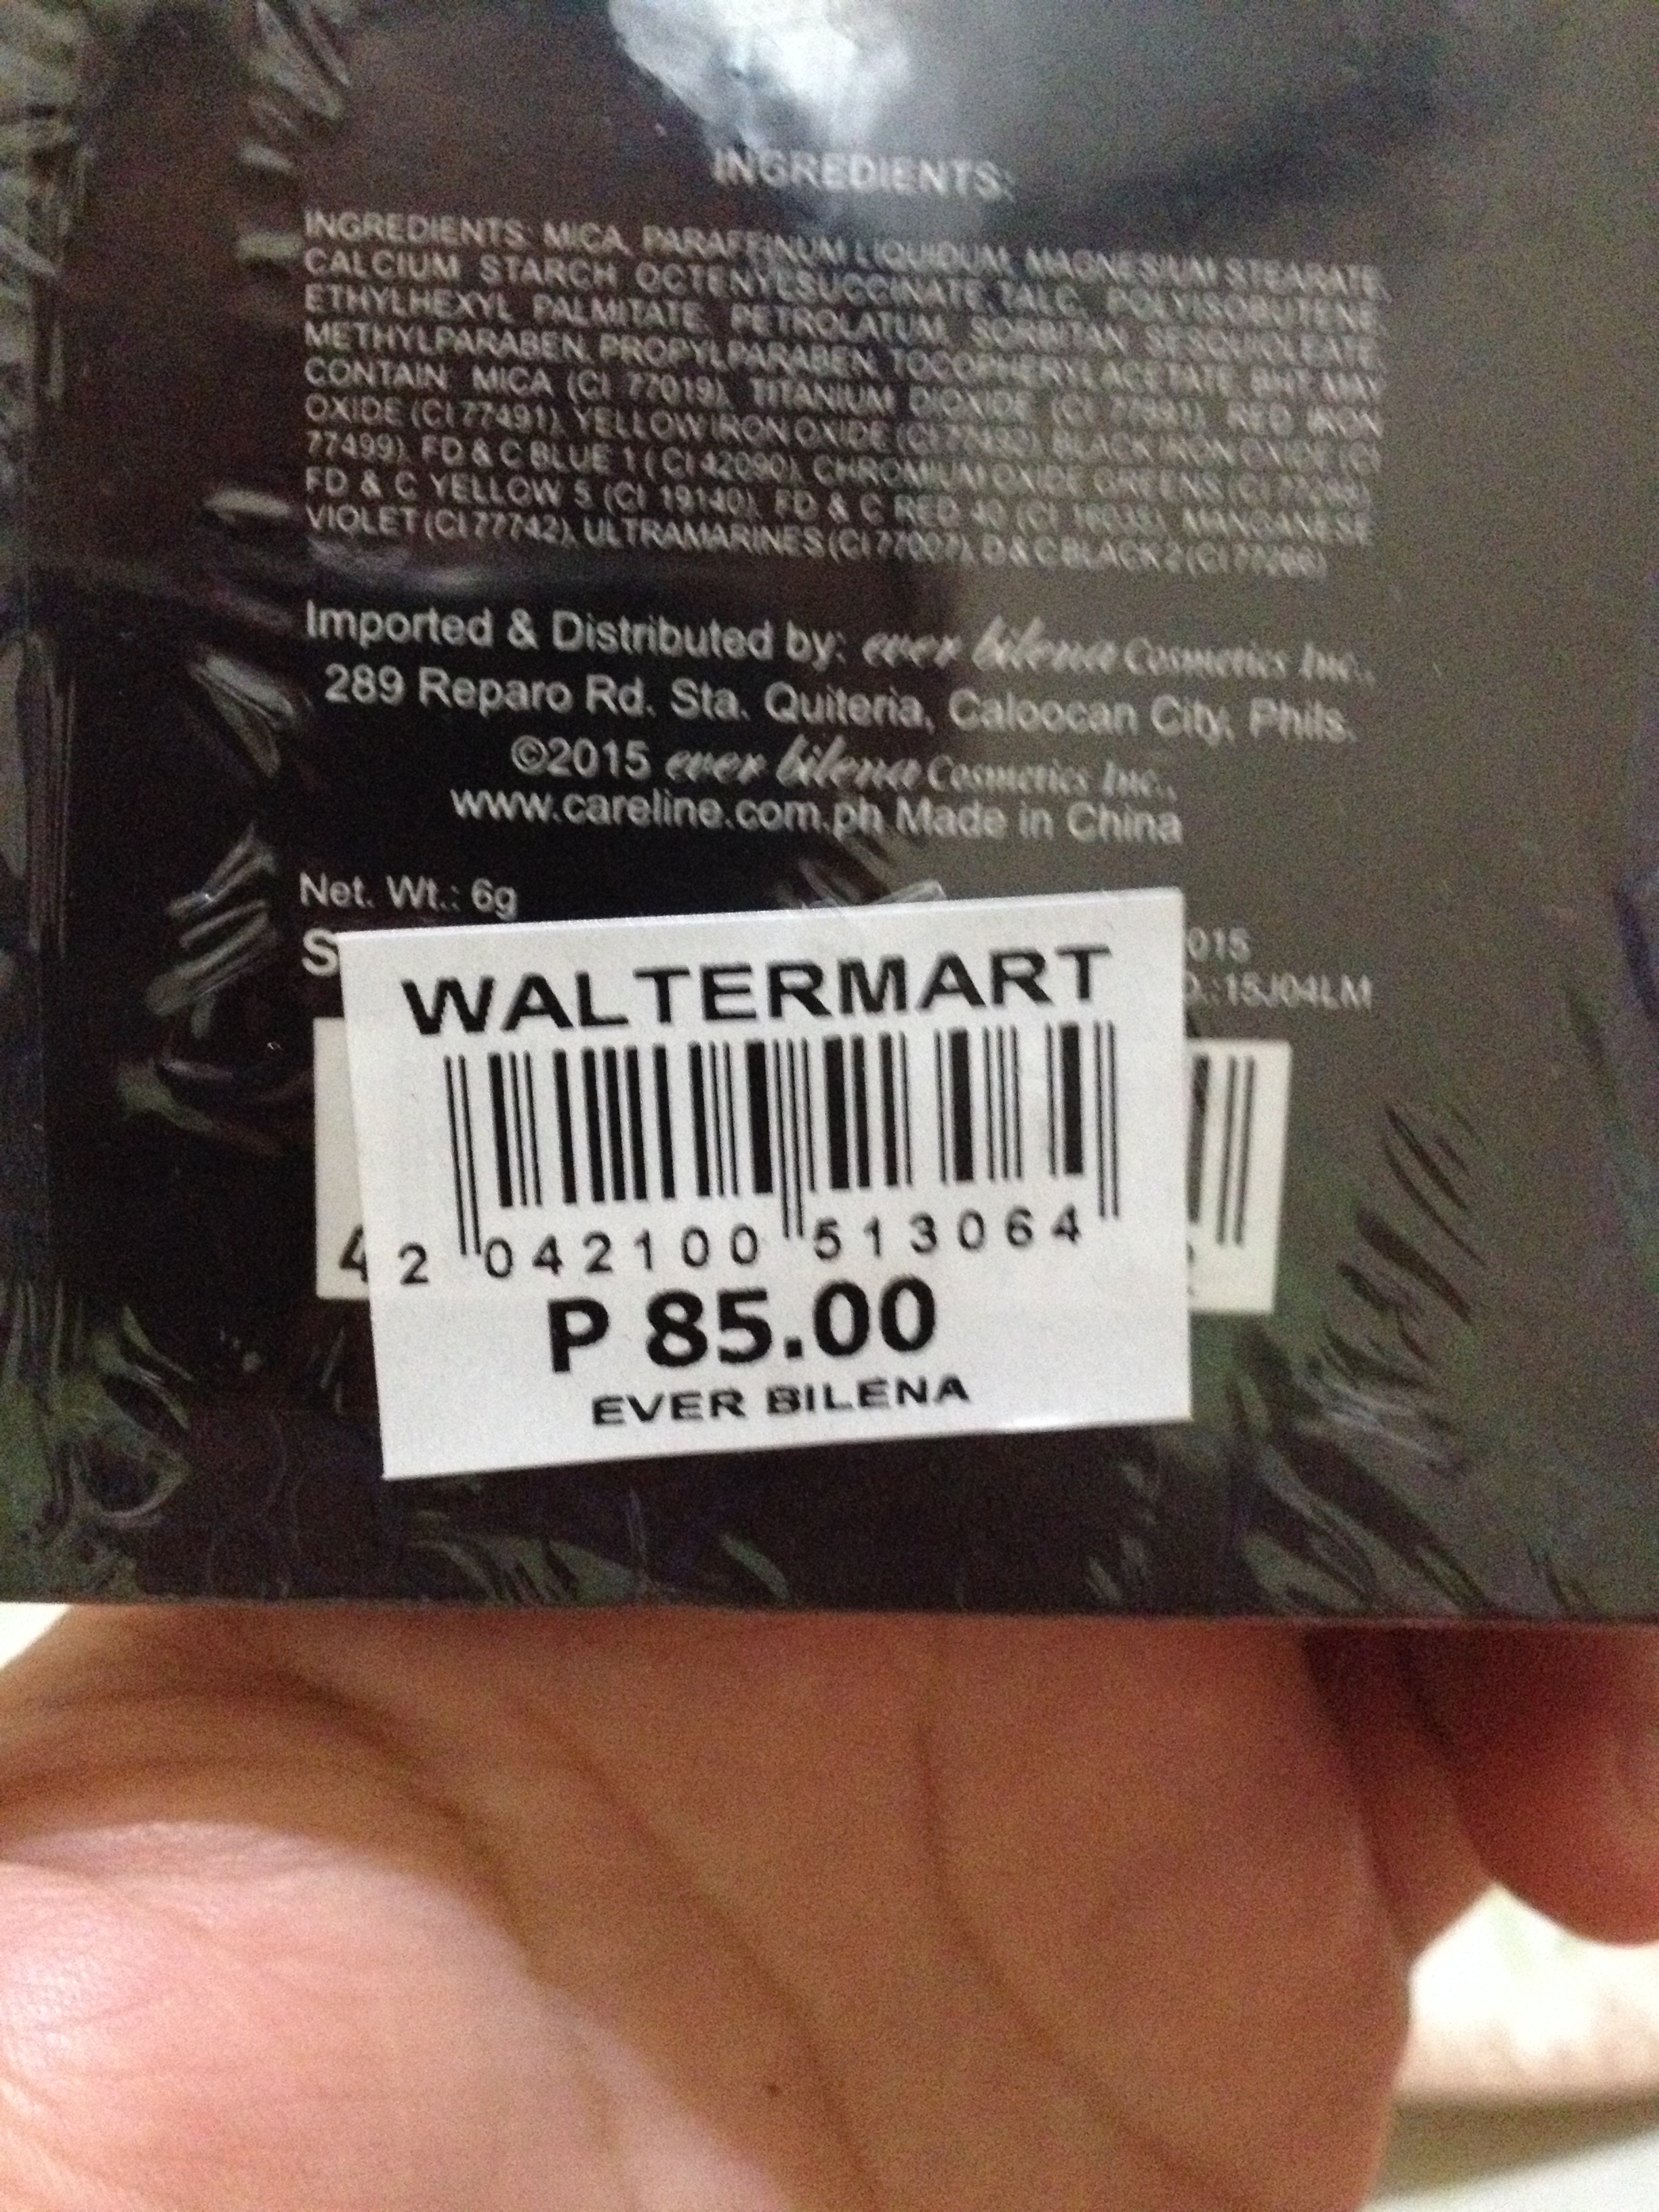 INGREDIENTS:
INGREDIENTS: MICA, PARAFFINUM LIQUIDUM, MAGNESIUM STEARATE,
CALCIUM STARCH OCTENYLSUCCINATE, TALC, POLYISOBUTENE,
ETHYLHEXYL PALMITATE, PETROLATUM, SORBITAN SESQUIOLEATE,
METHYLPARABEN, PROPYLPARABEN, TOCOPHERYL ACETATE, BHT, MAY
CONTAIN: MICA (CI 77019), TITANIUM DIOXIDE (CI 77891), RED IRON
OXIDE (CI 77491), YELLOW IRON OXIDE (CI 77492), BLACK IRON OXIDE (CI
77499), FD & C BLUE 1 ( CI 42090), CHROMIUM OXIDE GREENS (CI 77288),
FD & C YELLOW 5 (CI 19140), FD & C RED 40 (CI 16035), MANGANESE
VIOLET (CI 77742), ULTRAMARINES (CI 77007), D & C BLACK 2 (CI 77266)
Imported & Distributed by: ever bilena Cosmetics Inc.,
289 Reparo Rd. Sta. Quiteria, Caloocan City, Phils.
©2015 ever bilena Cosmetics Inc.,
www.careline.com.ph Made in China
Net. Wt.: 6g
S
015
.:15J04LM
WALTERMART
4
2 042100 513064
P 85.00
EVER BILENA